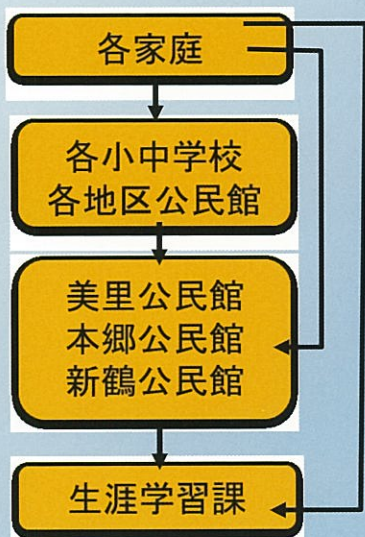 各家庭
各小中学校
各地区公民館
美里公民館
本郷公民館
新鶴公民館
生涯学習課